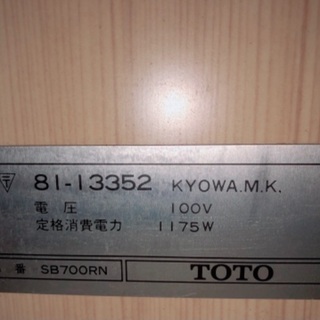 〒 81-13352 KYOWA.M.K.
電圧 100V
定格消費電力 1175W
番 SB700RN TOTO